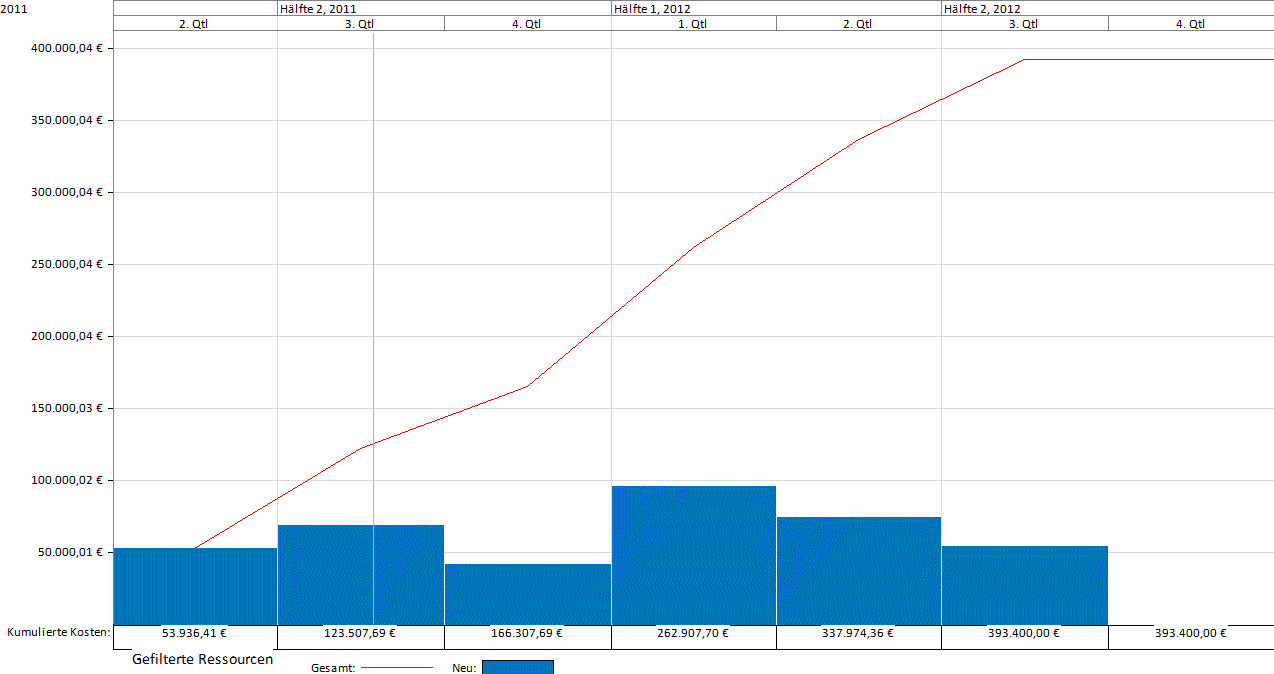 2011 Hälfte 2, 2011 Hälfte 1, 2012 Hälfte 2, 2012
2. Qtl 3. Qtl 4. Qtl 1. Qtl 2. Qtl 3. Qtl 4. Qtl
400.000,04 €
350.000,04 €
300.000,04 €
250.000,04 €
200.000,04 €
150.000,03 €
100.000,02 €
50.000,01 €
Kumulierte Kosten: 53.936,41 € 123.507,69 € 166.307,69 € 262.907,70 € 337.974,36 € 393.400,00 € 393.400,00 €
Gefilterte Ressourcen Gesamt: Neu: